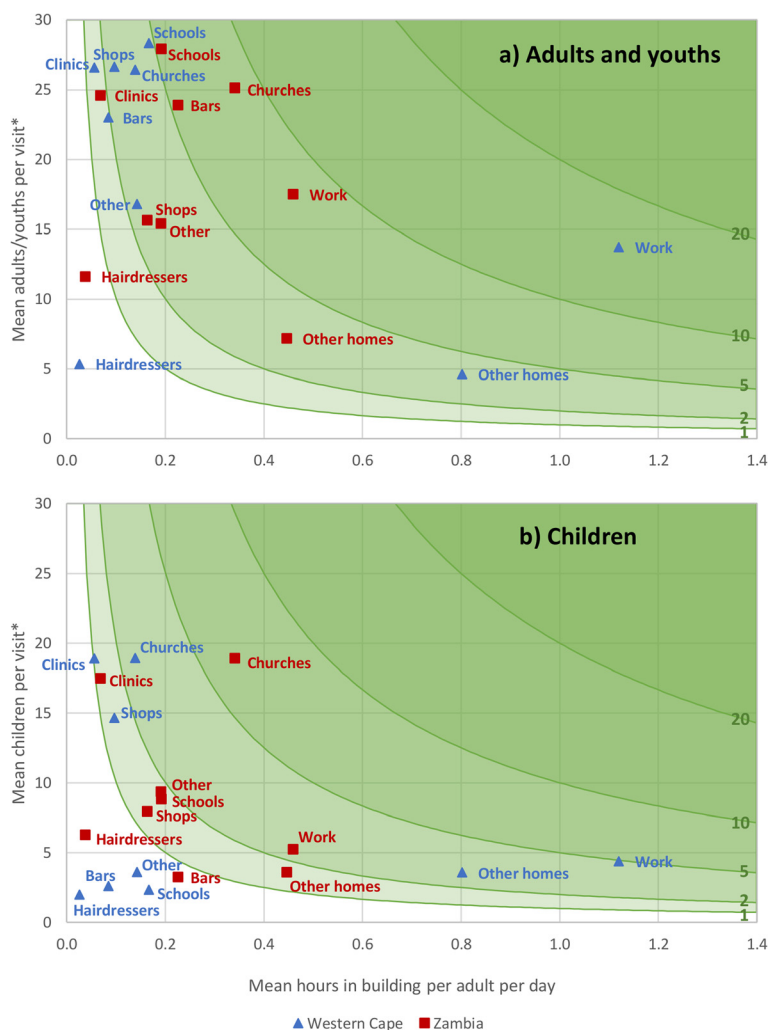 30
25
20
15
10
5
0
Mean adults/youths per visit*
a) Adults and youths
Schools
Shops
Schools
Clinics
Churches
Churches
Clinics
Bars
Bars
Other
Shops
Work
Other
Work
Hairdressers
Other homes
Hairdressers
Other homes
20
10
5
2
1
0.0 0.2 0.4 0.6 0.8 1.0 1.2 1.4
30
25
20
15
10
5
0
Mean children per visit*
b) Children
Churches
Clinics
Churches
Clinics
Shops
Other
Schools
Shops
Hairdressers
Work
Other
Bars
Bars
Other homes
Other homes
Work
Schools
Hairdressers
20
10
5
2
1
0.0 0.2 0.4 0.6 0.8 1.0 1.2 1.4
Mean hours in building per adult per day
Western Cape Zambia